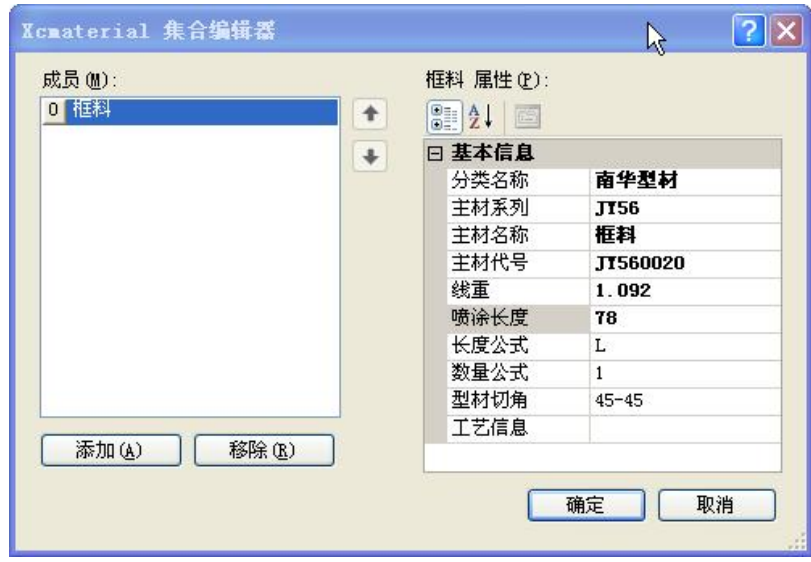 Xcmaterial 集合编辑器
成员(M):
0 框料
添加(A)
移除(R)
框料 属性(P):
基本信息
分类名称 南华型材
主材系列 JY56
主材名称 框料
主材代号 JY560020
线重 1.092
喷涂长度 78
长度公式 L
数量公式 1
型材切角 45-45
工艺信息
确定
取消